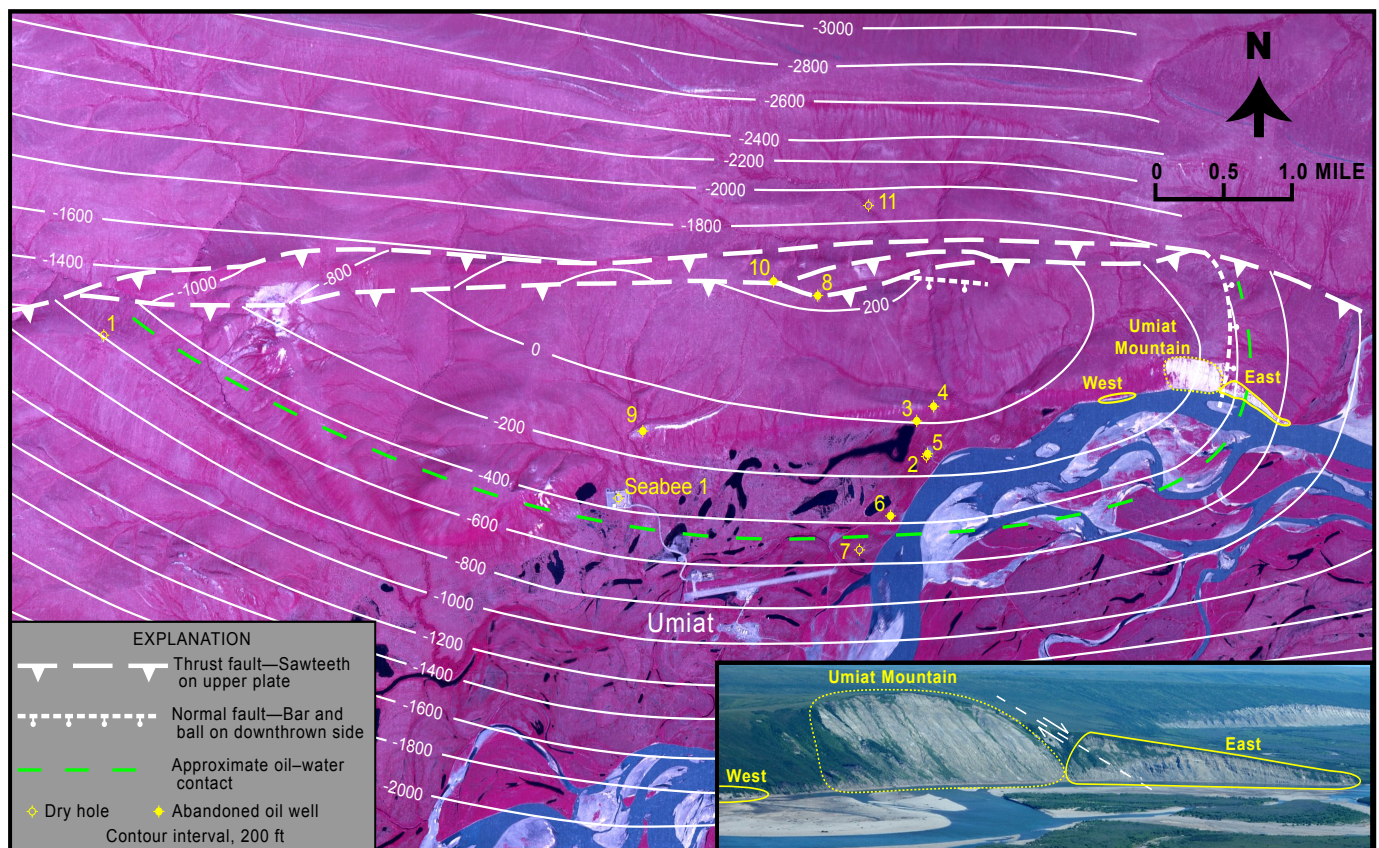 -3000
-2800
-2600
-2400
-2200
-2000
-1800
-1600
-1400
-1000
-800
N
0 0.5 1.0 MILE
11
10
8
200
1
0
Umiat
Mountain
West
East
9
4
3
5
2
-200
-400
Seabee 1
6
-600
7
-800
-1000
Umiat
-1200
-1400
-1600
-1800
-2000
EXPLANATION
Thrust fault—Sawteeth
on upper plate
Normal fault—Bar and
ball on downthrown side
Approximate oil–water
contact
Dry hole
Abandoned oil well
Contour interval, 200 ft
Umiat Mountain
East
West